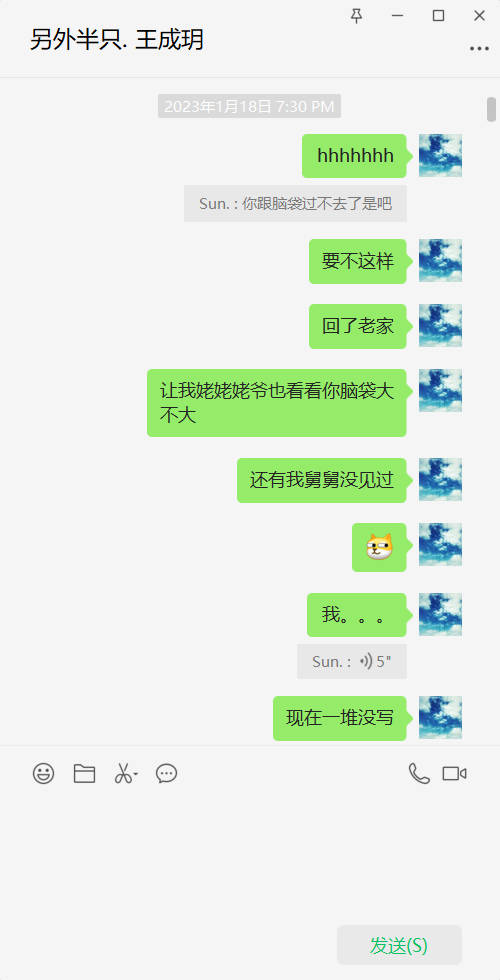 另外半只. 王成玥
2023年1月18日 7:30 PM
hhhhhhh
Sun. : 你跟脑袋过不去了是吧
要不这样
回了老家
让我姥姥姥爷也看看你脑袋大
不大
还有我舅舅没见过
我。。。
Sun. : 5"
现在一堆没写
发送(S)